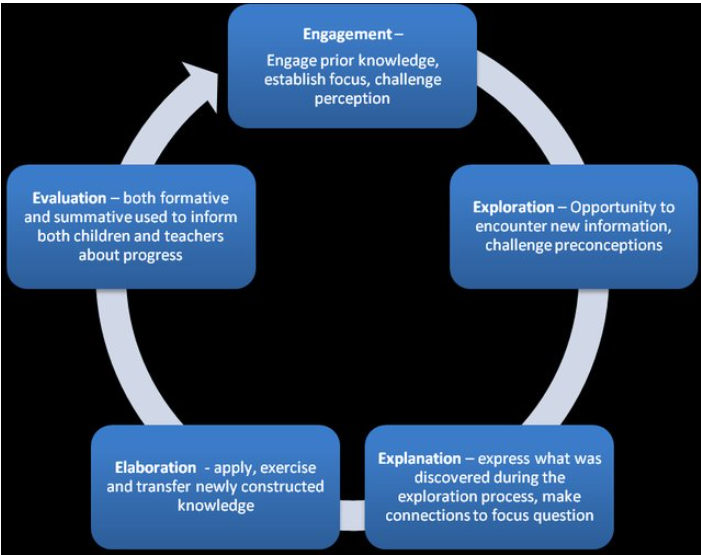 Engagement –
Engage prior knowledge,
establish focus, challenge
perception
Exploration – Opportunity to
encounter new information,
challenge preconceptions
Explanation – express what was
discovered during the
exploration process, make
connections to focus question
Elaboration - apply, exercise
and transfer newly constructed
knowledge
Evaluation – both formative
and summative used to inform
both children and teachers
about progress